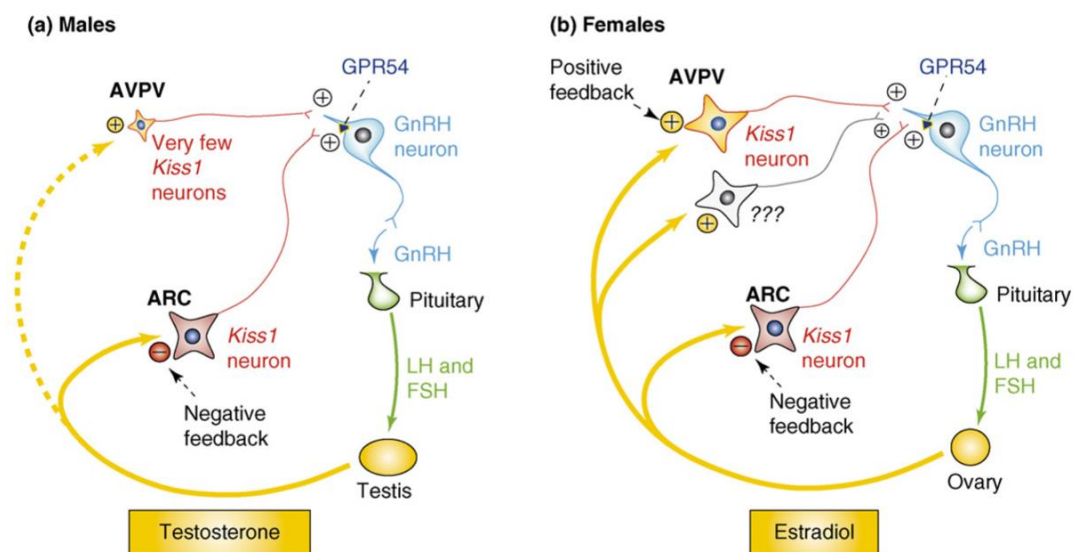 (a) Males
GPR54
AVPV
+
+
GnRH
neuron
+
Very few
Kiss1
neurons
+
GnRH
ARC
Pituitary
Kiss1
neuron
−
LH and
FSH
Negative
feedback
Testis
Testosterone
(b) Females
Positive
feedback
AVPV
GPR54
+
+
GnRH
neuron
+
+
Kiss1
neuron
???
+
GnRH
ARC
Pituitary
Kiss1
neuron
−
LH and
FSH
Negative
feedback
Ovary
Estradiol